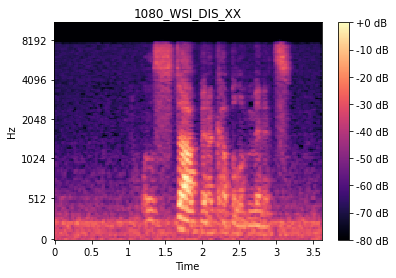 1080_WSI_DIS_XX
Hz
8192
4096
2048
1024
512
0
0 0.5 1 1.5 2 2.5 3 3.5
Time
+0 dB
-10 dB
-20 dB
-30 dB
-40 dB
-50 dB
-60 dB
-70 dB
-80 dB